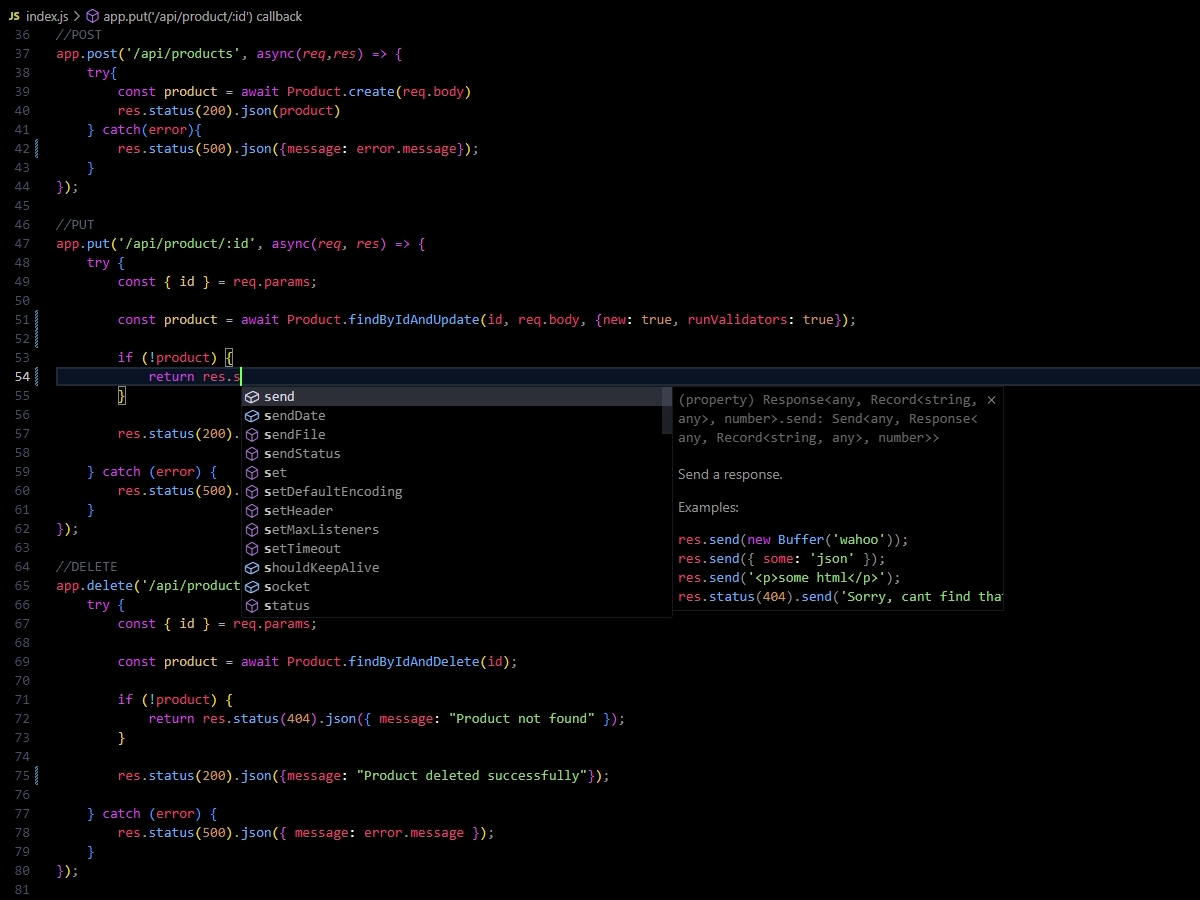 JS index.js > app.put('/api/product/:id') callback
36 //POST
37 app.post('/api/products', async(req,res) => {
38 try{
39 const product = await Product.create(req.body)
40 res.status(200).json(product)
41 } catch(error){
42 res.status(500).json({message: error.message});
43 }
44 });
45
46 //PUT
47 app.put('/api/product/:id', async(req, res) => {
48 try {
49 const { id } = req.params;
50
51 const product = await Product.findByIdAndUpdate(id, req.body, {new: true, runValidators: true});
52
53 if (!product) {
54 return res.s
55 }
56
57 res.status(200).
58
59 } catch (error) {
60 res.status(500).
61 }
62 });
63
64 //DELETE
65 app.delete('/api/product
66 try {
67 const { id } = req.params;
68
69 const product = await Product.findByIdAndDelete(id);
70
71 if (!product) {
72 return res.status(404).json({ message: "Product not found" });
73 }
74
75 res.status(200).json({message: "Product deleted successfully"});
76
77 } catch (error) {
78 res.status(500).json({ message: error.message });
79 }
80 });
81
send
sendDate
sendFile
sendStatus
set
setDefaultEncoding
setHeader
setMaxListeners
setTimeout
shouldKeepAlive
socket
status
(property) Response<any, Record<string,
any>, number>.send: Send<any, Response<
any, Record<string, any>, number>>
Send a response.
Examples:
res.send(new Buffer('wahoo'));
res.send({ some: 'json' });
res.send('<p>some html</p>');
res.status(404).send('Sorry, cant find tha